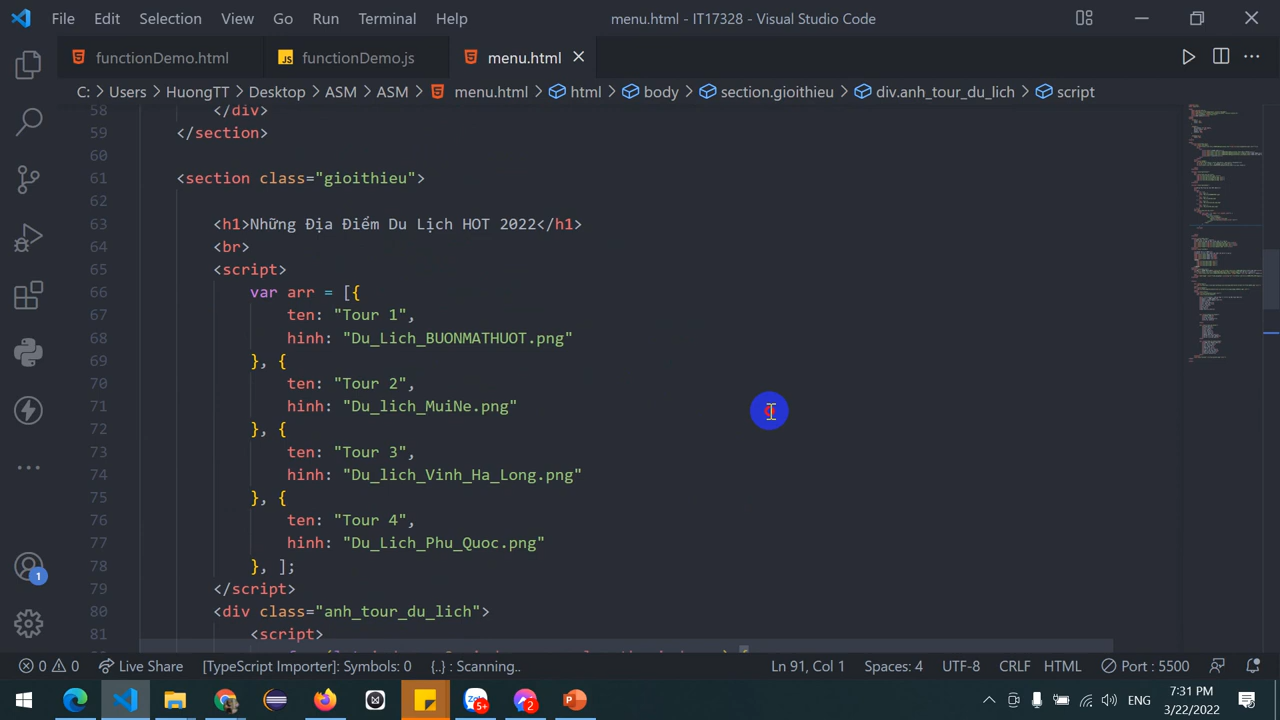 File Edit Selection View Go Run Terminal Help menu.html - IT17328 - Visual Studio Code
functionDemo.html JS functionDemo.js menu.html
C: > Users > HuongTT > Desktop > ASM > ASM > menu.html > html > body > section.gioithieu > div.anh_tour_du_lich > script
58 </div>
59 </section>
60
61 <section class="gioithieu">
62
63 <h1>Những Địa Điểm Du Lịch HOT 2022</h1>
64 <br>
65 <script>
66 var arr = [{
67 ten: "Tour 1",
68 hinh: "Du_Lich_BUONMATHUOT.png"
69 }, {
70 ten: "Tour 2",
71 hinh: "Du_lich_MuiNe.png"
72 }, {
73 ten: "Tour 3",
74 hinh: "Du_lich_Vinh_Ha_Long.png"
75 }, {
76 ten: "Tour 4",
77 hinh: "Du_Lich_Phu_Quoc.png"
78 }, ];
79 </script>
80 <div class="anh_tour_du_lich">
81 <script>
0 0 Live Share [TypeScript Importer]: Symbols: 0 {..} : Scanning.. Ln 91, Col 1 Spaces: 4 UTF-8 CRLF HTML Port : 5500
1
5+ 2 ENG 7:31 PM
3/22/2022